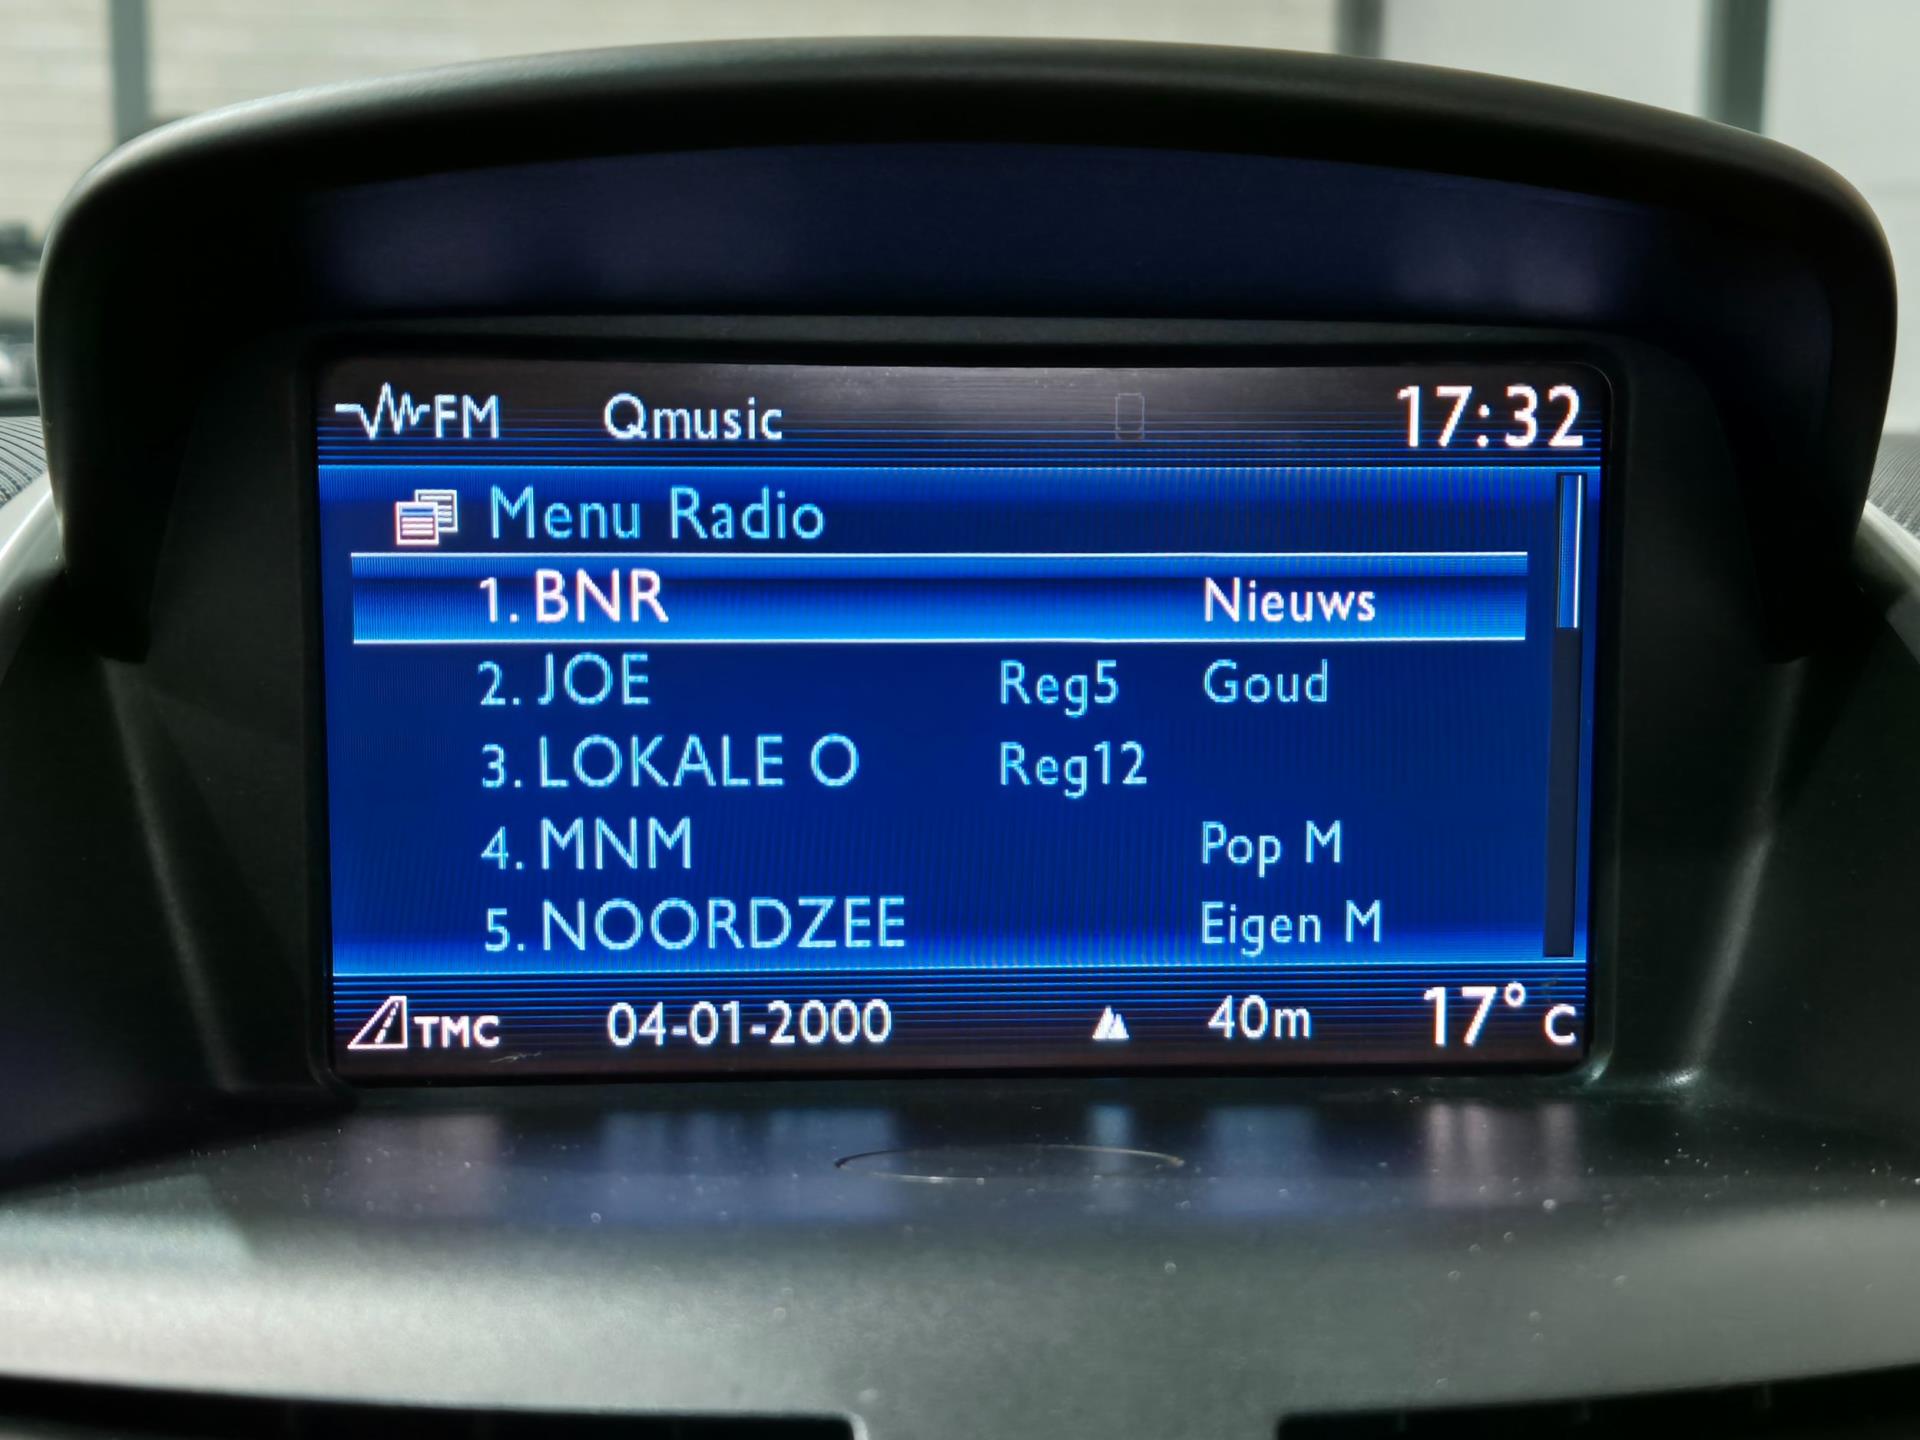 FM Qmusic 17:32
Menu Radio
1. BNR Nieuws
2. JOE Reg5 Goud
3. LOKALE O Reg12
4. MNM Pop M
5. NOORDZEE Eigen M
TMC 04-01-2000 40m 17° C